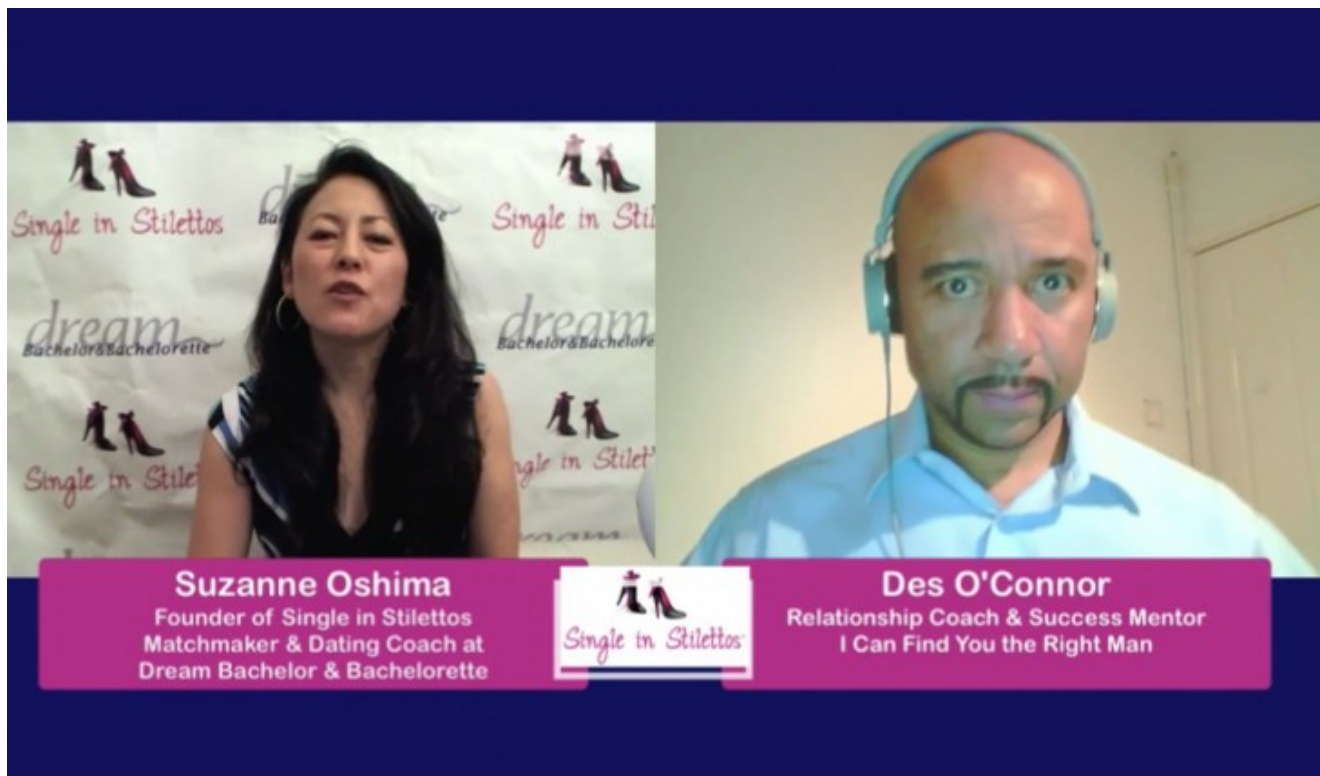 Single in Stilettos
Single in Stil
dream
Bachelor&Bachelorette
dream
Bachelor&Bachelore
Single in Stile
ngle in Stilet
Suzanne Oshima
Founder of Single in Stilettos
Matchmaker & Dating Coach at
Dream Bachelor & Bachelorette
Single in Stilettos
Des O'Connor
Relationship Coach & Success Mentor
I Can Find You the Right Man